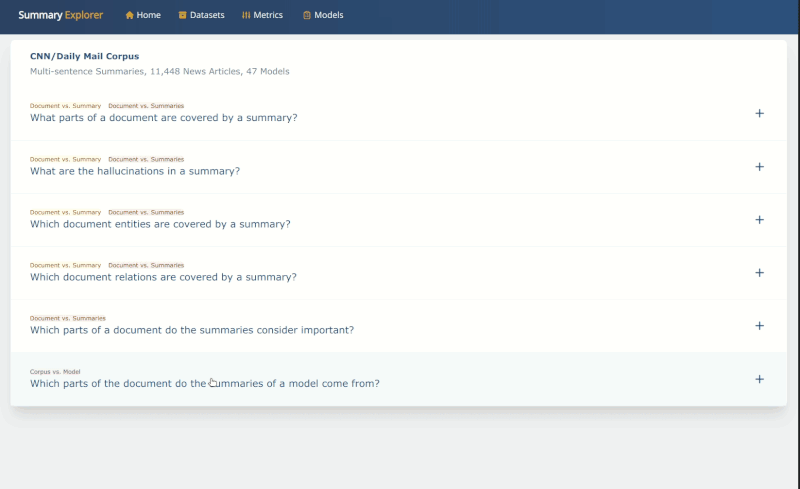 Summary Explorer Home Datasets Metrics Models
CNN/Daily Mail Corpus
Multi-sentence Summaries, 11,448 News Articles, 47 Models
Document vs. Summary Document vs. Summaries
What parts of a document are covered by a summary?
Document vs. Summary Document vs. Summaries
What are the hallucinations in a summary?
Document vs. Summary Document vs. Summaries
Which document entities are covered by a summary?
Document vs. Summary Document vs. Summaries
Which document relations are covered by a summary?
Document vs. Summaries
Which parts of a document do the summaries consider important?
Corpus vs. Model
Which parts of the document do the summaries of a model come from?